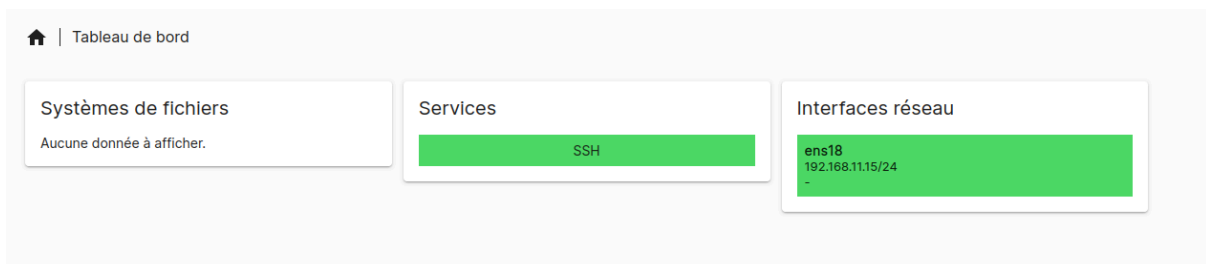 Tableau de bord
Systèmes de fichiers
Aucune donnée à afficher.
Services
SSH
Interfaces réseau
ens18
192.168.11.15/24
-